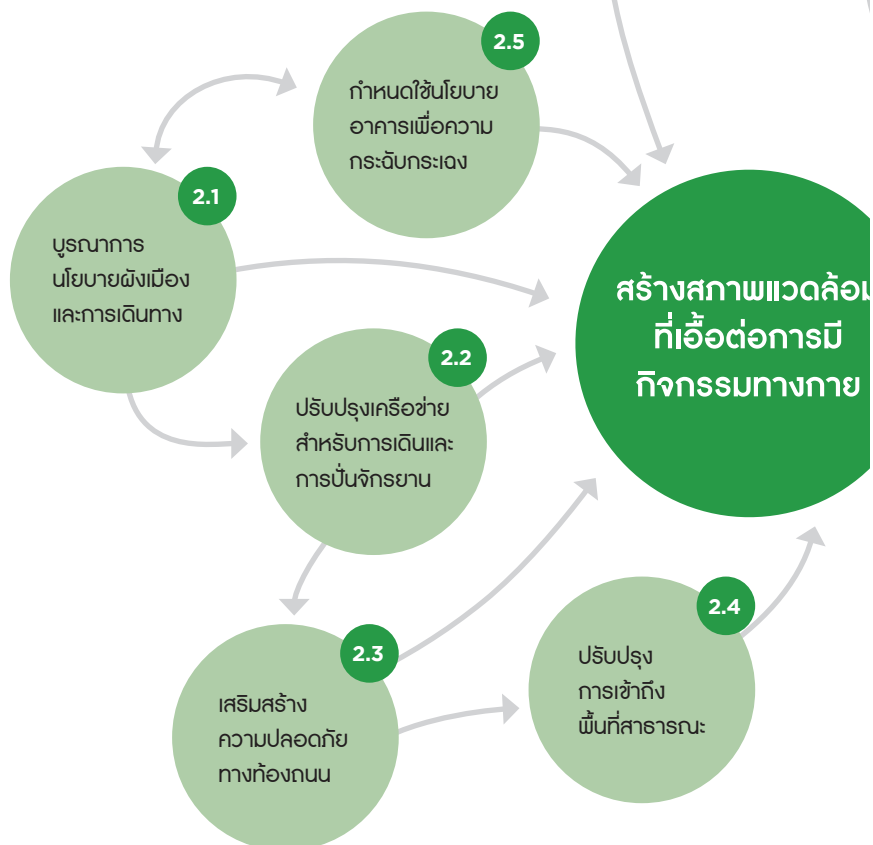 2.5
กำหนดใช้นโยบาย
อาคารเพื่อความ
กระฉับกระเฉง
2.1
บูรณาการ
นโยบายผังเมือง
และการเดินทาง
สร้างสภาพแวดล้อม
ที่เอื้อต่อการมี
กิจกรรมทางกาย
2.2
ปรับปรุงเครือข่าย
สำหรับการเดินและ
การปั่นจักรยาน
2.3
เสริมสร้าง
ความปลอดภัย
ทางท้องถนน
2.4
ปรับปรุง
การเข้าถึง
พื้นที่สาธารณะ